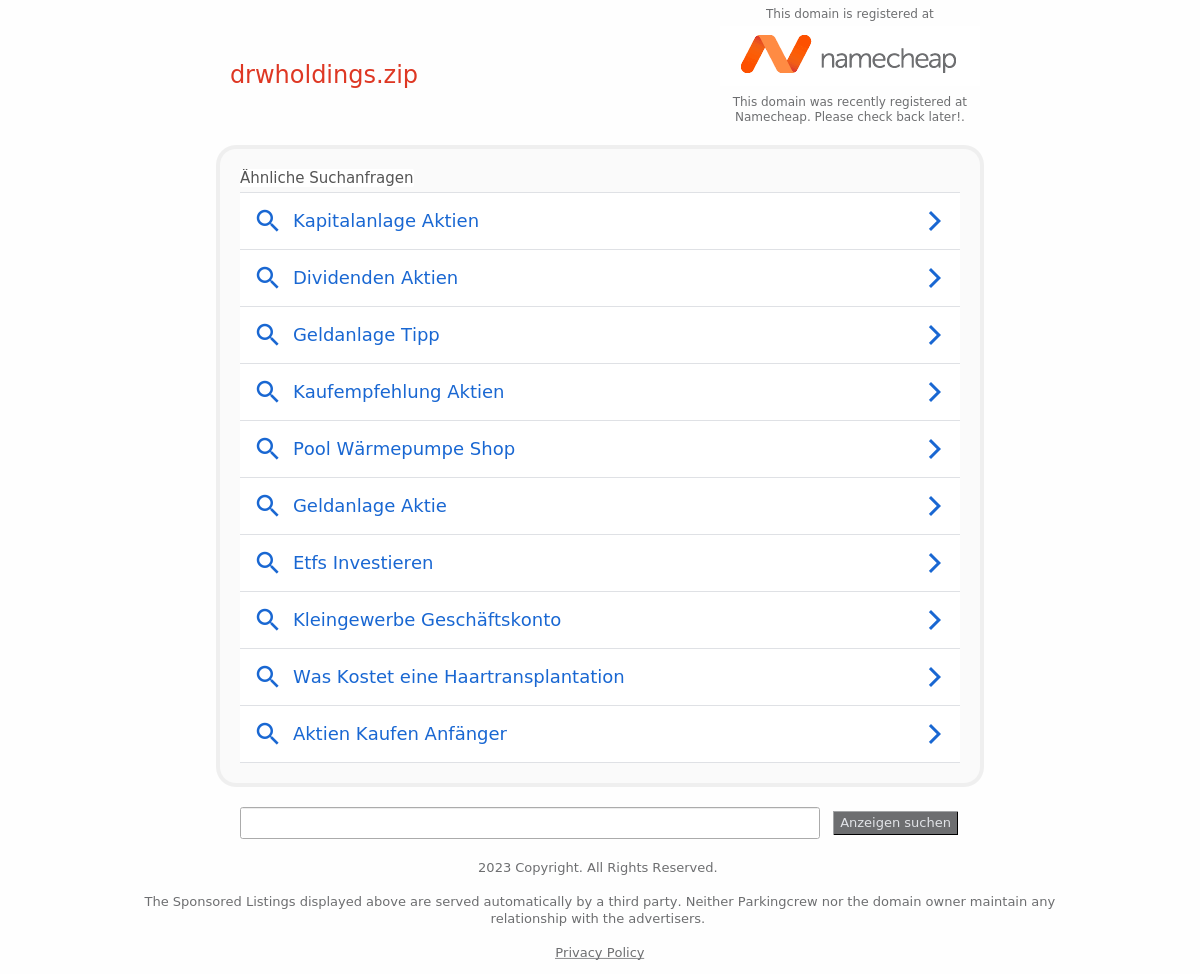 This domain is registered at
namecheap
drwholdings.zip
This domain was recently registered at
Namecheap. Please check back later!.
Ähnliche Suchanfragen
Kapitalanlage Aktien
Dividenden Aktien
Geldanlage Tipp
Kaufempfehlung Aktien
Pool Wärmepumpe Shop
Geldanlage Aktie
Etfs Investieren
Kleingewerbe Geschäftskonto
Was Kostet eine Haartransplantation
Aktien Kaufen Anfänger
Anzeigen suchen
2023 Copyright. All Rights Reserved.
The Sponsored Listings displayed above are served automatically by a third party. Neither Parkingcrew nor the domain owner maintain any
relationship with the advertisers.
Privacy Policy